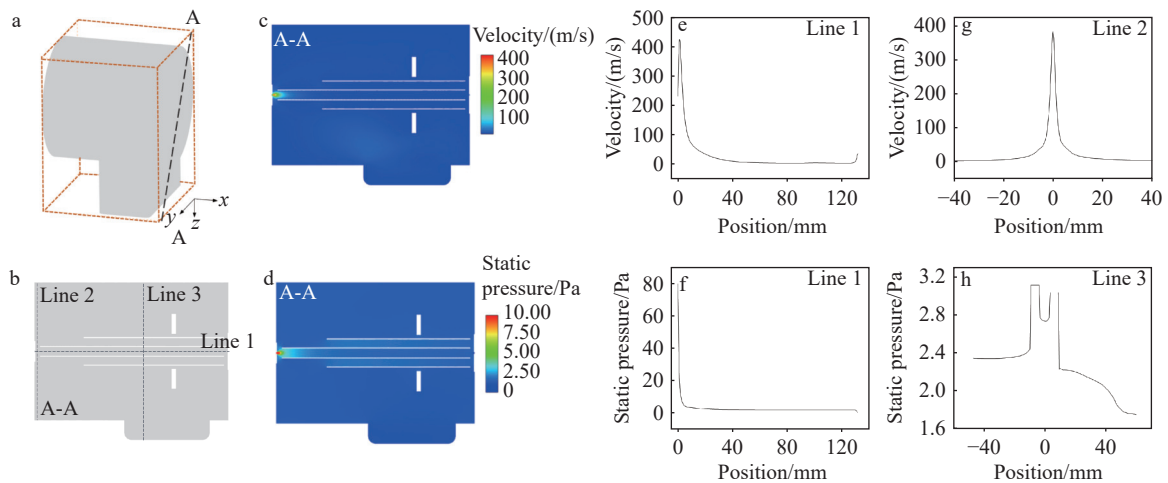 a
A
x
y
z
A
b
Line 2
Line 3
Line 1
A-A
c
A-A
Velocity/(m/s)
400
300
200
100
d
A-A
Static
pressure/Pa
10.00
7.50
5.00
2.50
0
e
Line 1
Velocity/(m/s)
500
400
300
200
100
0
0 40 80 120
Position/mm
g
Line 2
Velocity/(m/s)
400
300
200
100
0
−40 −20 0 20 40
Position/mm
f
Line 1
Static pressure/Pa
80
60
40
20
0
0 40 80 120
Position/mm
h
Line 3
Static pressure/Pa
3.2
2.8
2.4
2.0
1.6
−40 0 40
Position/mm